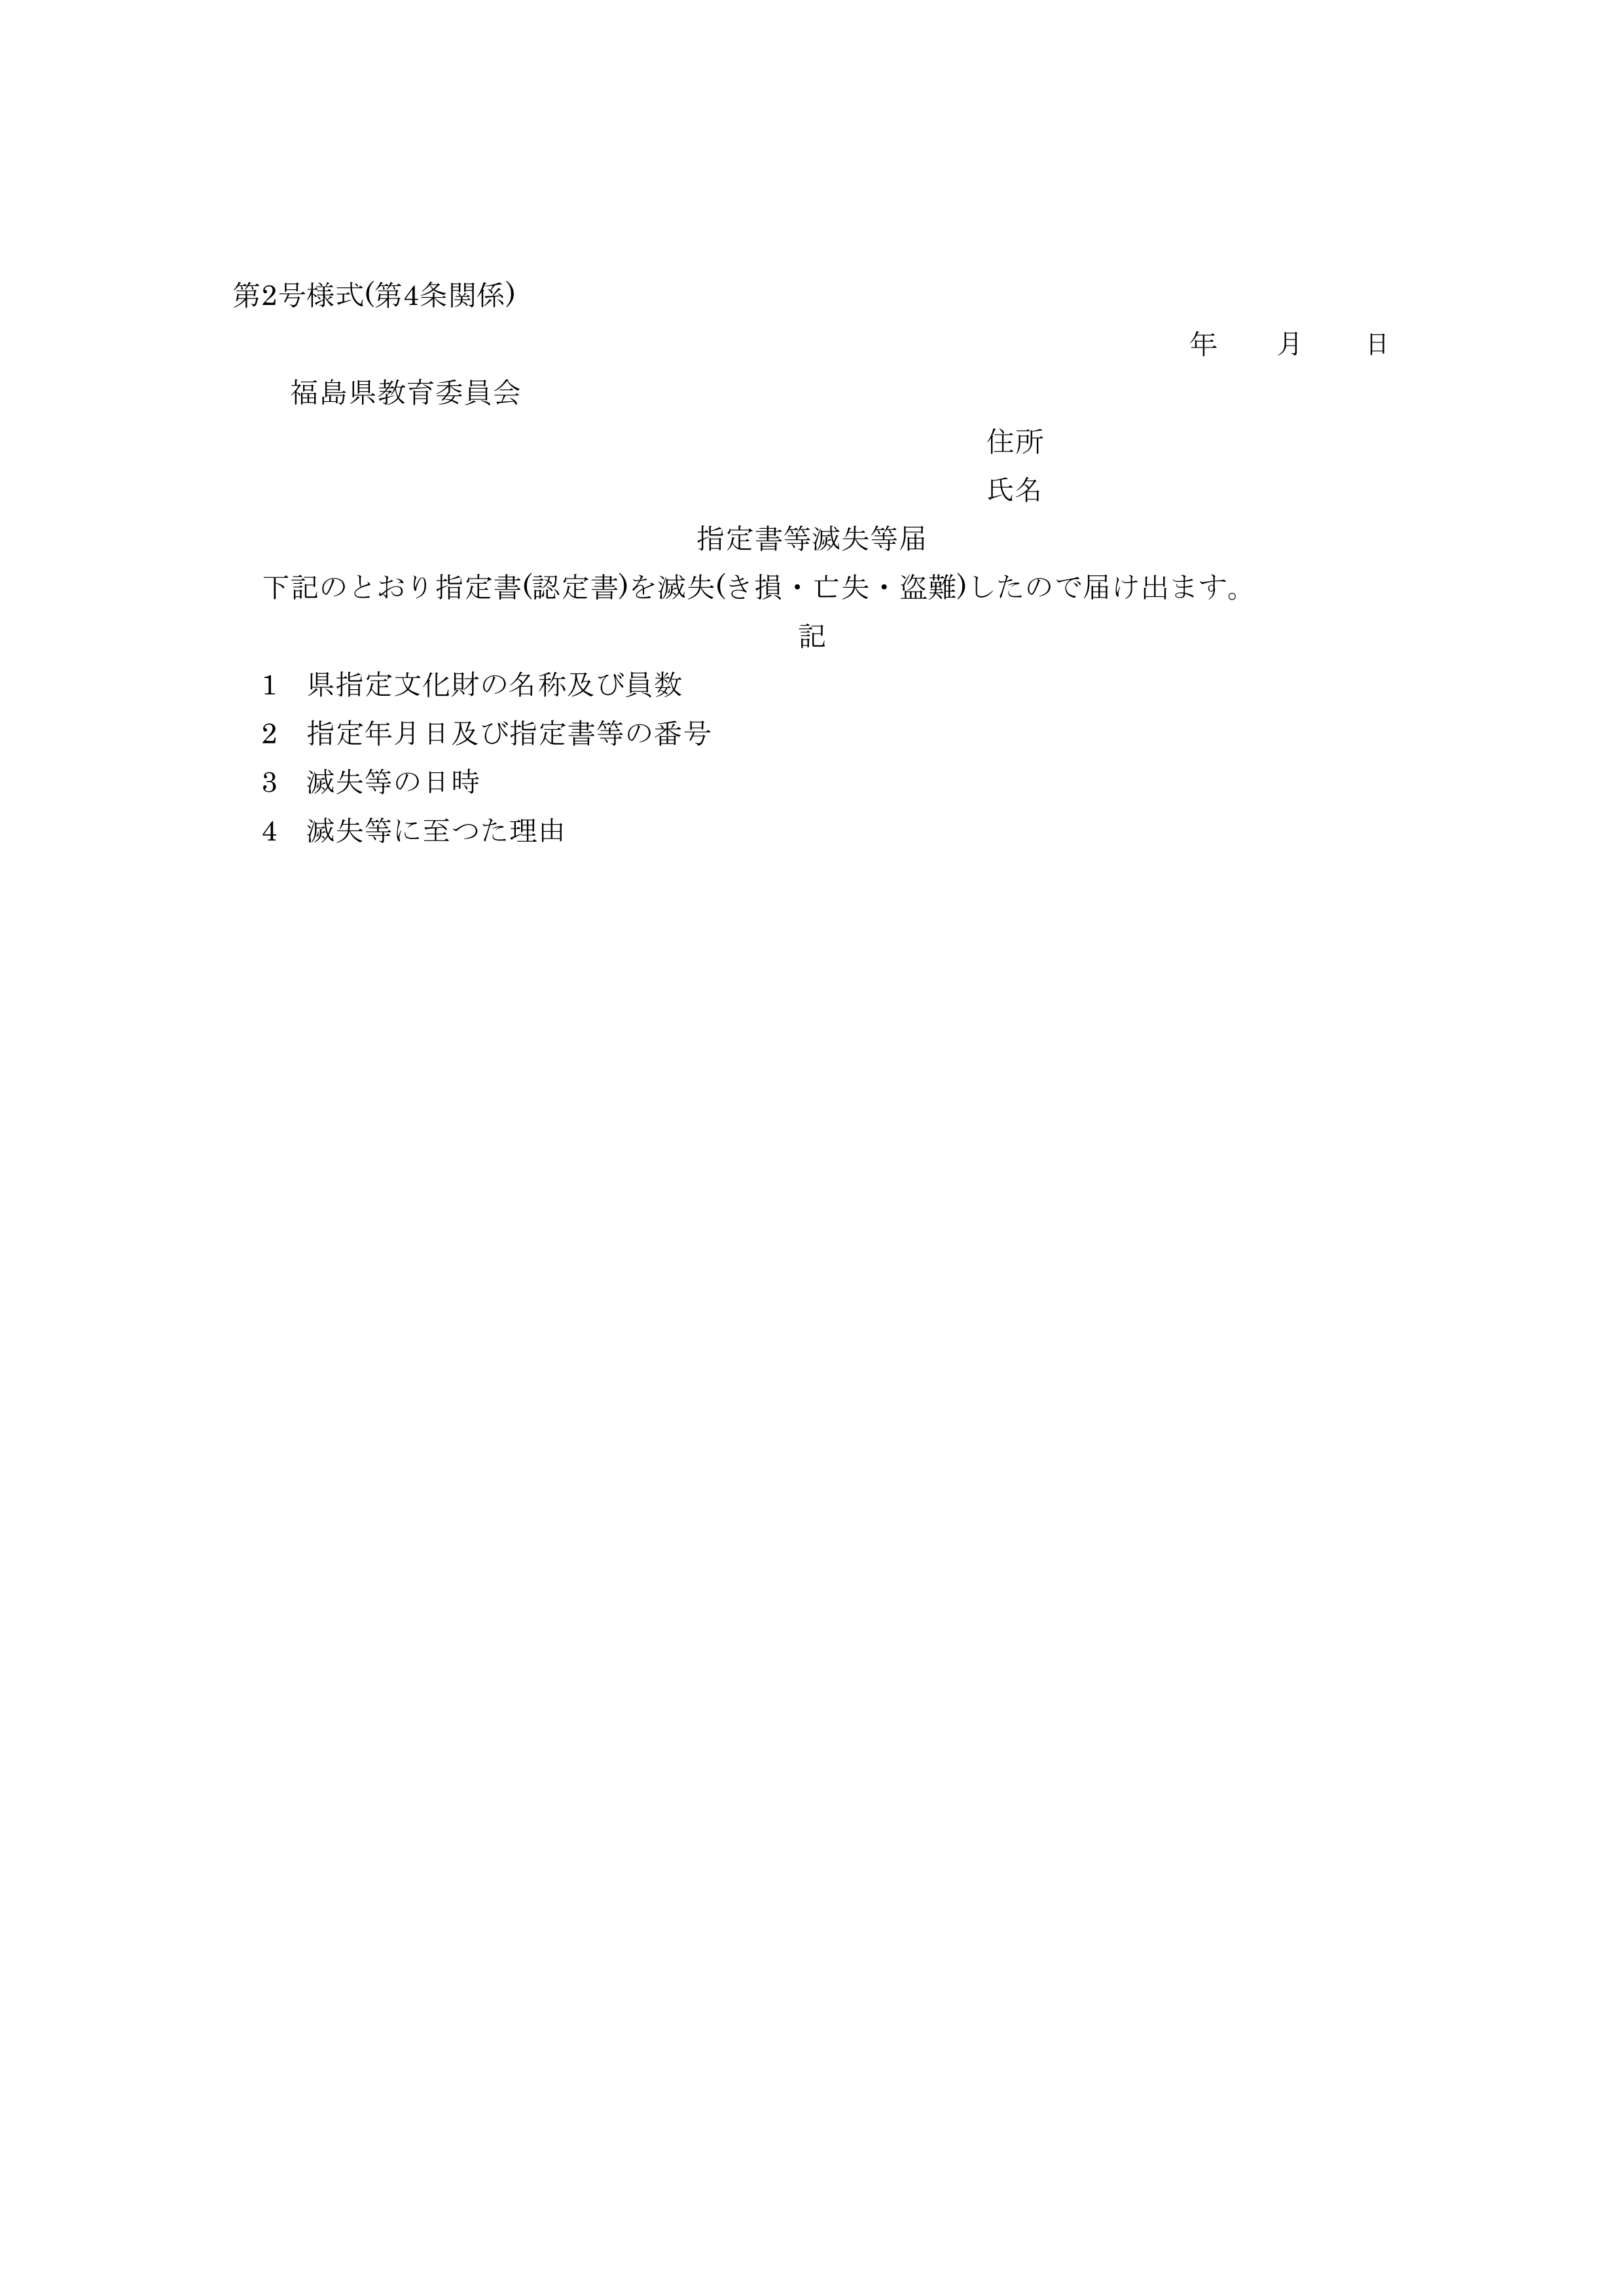 第2号様式(第4条関係)
年　　月　　日
福島県教育委員会
住所
氏名
指定書等滅失等届
下記のとおり指定書(認定書)を滅失(き損・亡失・盗難)したので届け出ます。
記
1　県指定文化財の名称及び員数
2　指定年月日及び指定書等の番号
3　滅失等の日時
4　滅失等に至つた理由